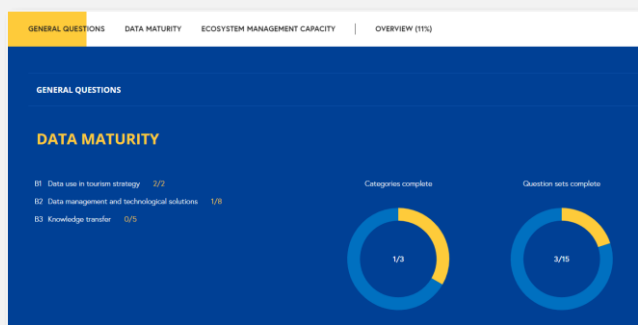 GENERAL QUESTIONS DATA MATURITY ECOSYSTEM MANAGEMENT CAPACITY | OVERVIEW (11%)
GENERAL QUESTIONS
DATA MATURITY
B1 Data use in tourism strategy 2/2
B2 Data management and technological solutions 1/8
B3 Knowledge transfer 0/5
Categories complete
1/3
Question sets complete
3/15